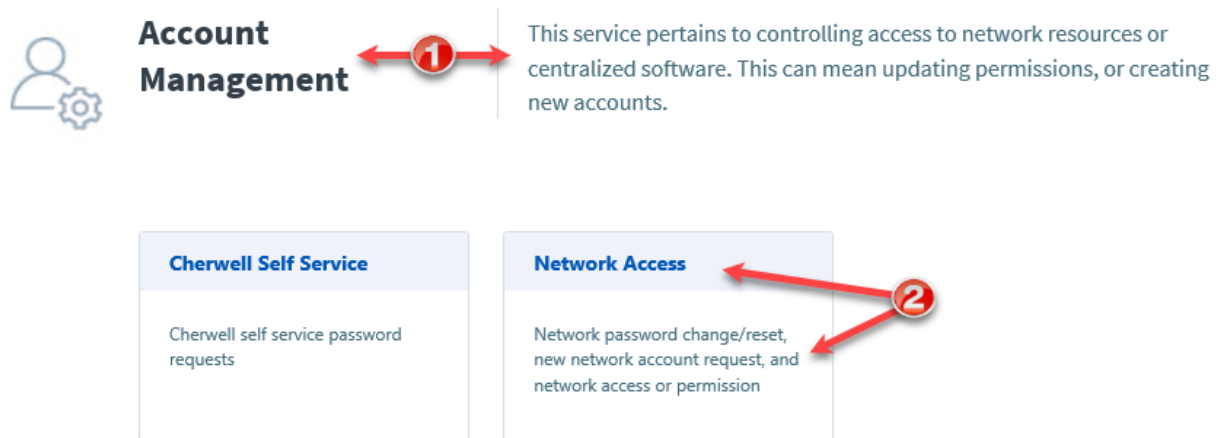 Account
Management
1
This service pertains to controlling access to network resources or
centralized software. This can mean updating permissions, or creating
new accounts.
Cherwell Self Service
Cherwell self service password
requests
Network Access
2
Network password change/reset,
new network account request, and
network access or permission